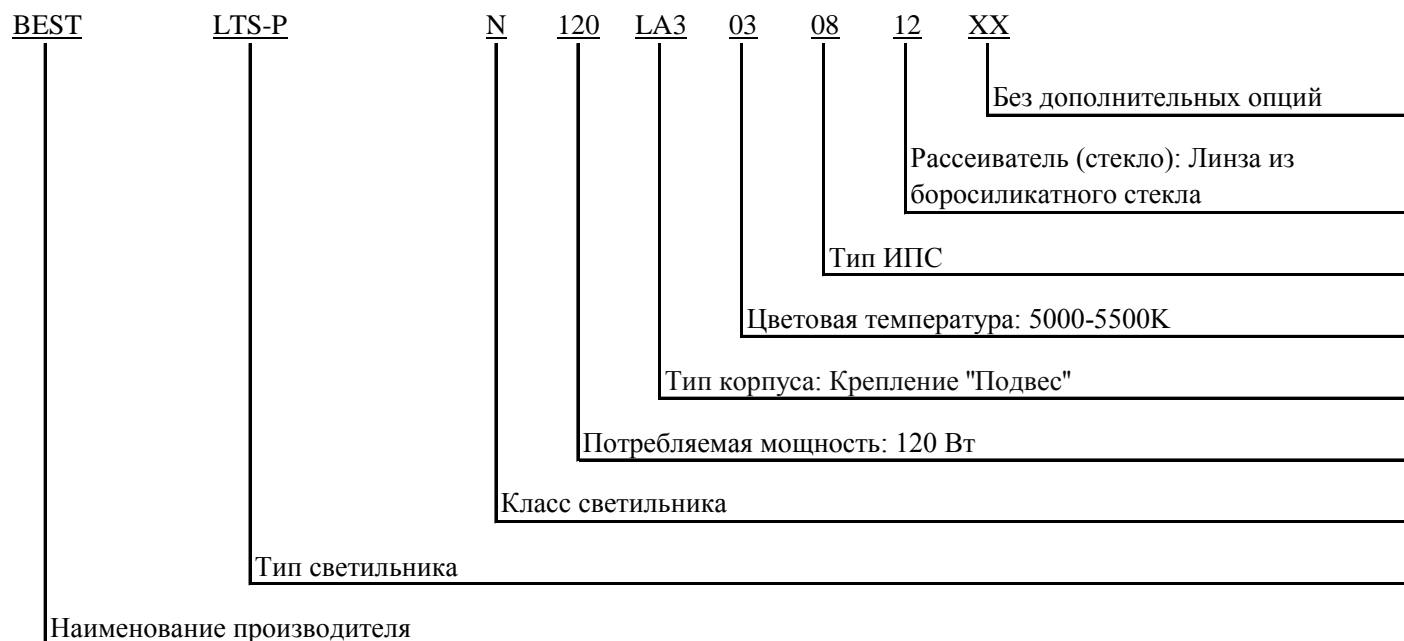 BEST LTS-P N 120 LA3 03 08 12 XX
Без дополнительных опций
Рассеиватель (стекло): Линза из
боросиликатного стекла
Тип ИПС
Цветовая температура: 5000-5500K
Тип корпуса: Крепление "Подвес"
Потребляемая мощность: 120 Вт
Класс светильника
Тип светильника
Наименование производителя